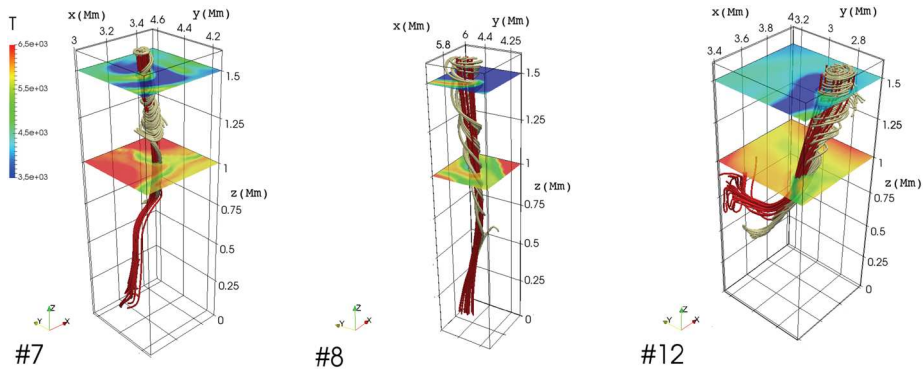 T
6,5e+03
5,5e+03
4,5e+03
3,5e+03
x(Mm) y(Mm)
3 3.2 3.4 4.6 4.4 4.2
1.5
1.25
1
z(Mm)
0.75
0.5
0.25
0
Z
Y X
#7
x(Mm) y(Mm)
5.8 6 4.4 4.25
1.5
1.25
1
z(Mm)
0.75
0.5
0.25
0
Z
Y X
#8
x(Mm) y(Mm)
3.4 3.6 3.8 4 3.2 3 2.8
1.5
1.25
1
z(Mm)
0.75
0.5
0.25
0
Z
Y X
#12